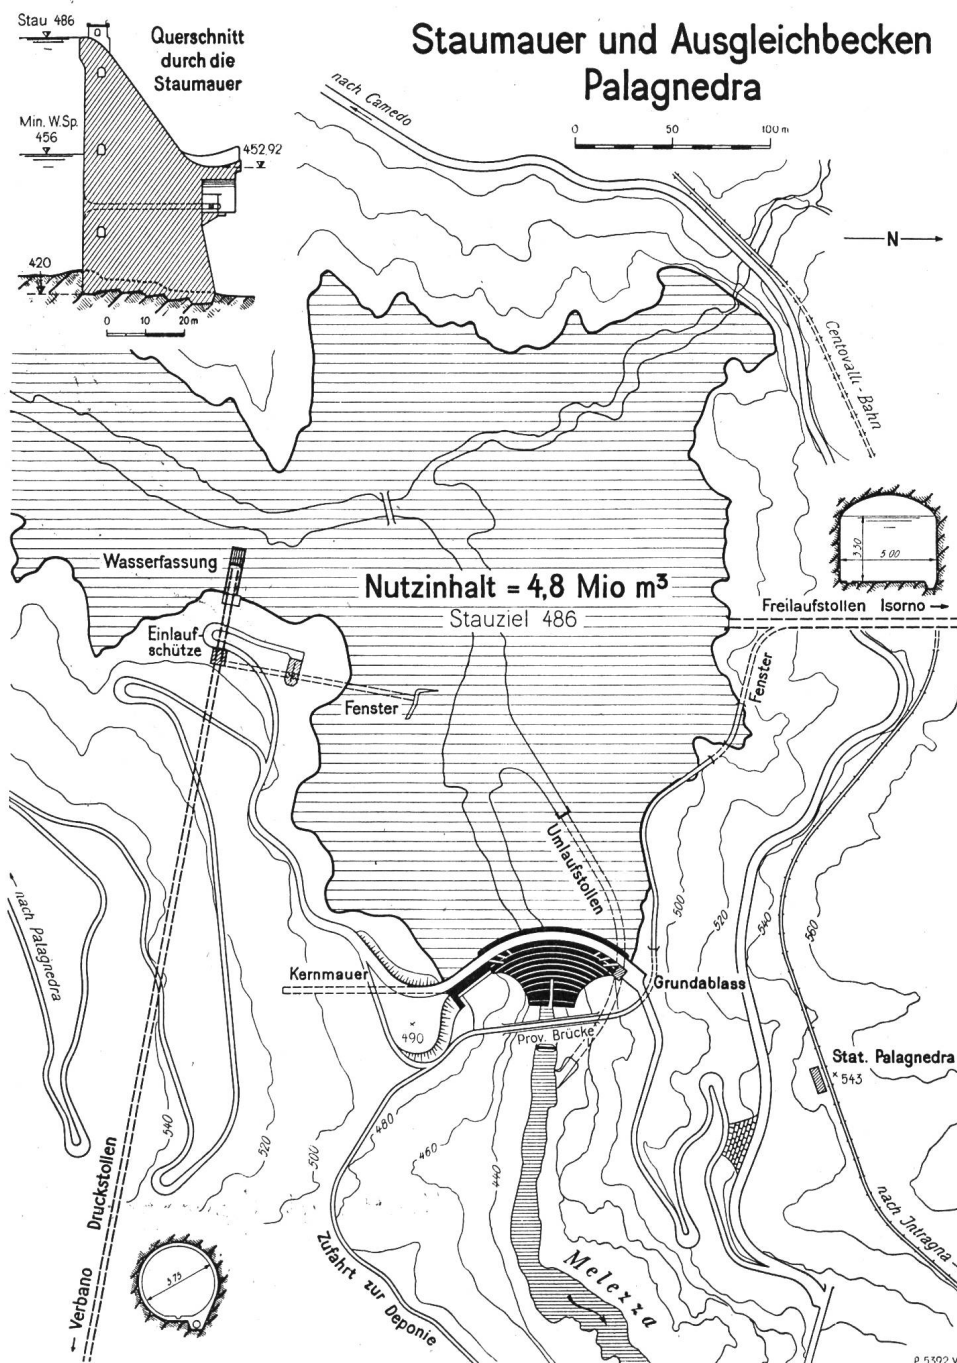 Staumauer und Ausgleichbecken
Palagnedra
0 50 100 m
Querschnitt
durch die
Staumauer
Stau 486
Min. W.Sp.
456
452.92
420
0 10 20 m
nach Camedo
N
Centovalli-Bahn
3.50
5.00
Freilaufstollen Isorno →
Wasserfassung
Nutzinhalt = 4,8 Mio m³
Stauziel 486
Einlauf-
schütze
Fenster
Fenster
Umlaufstollen
nach Palagnedra
Kernmauer
Grundablass
490
Prov. Brücke
500
520
540
560
Stat. Palagnedra
543
480
460
440
540
520
500
Druckstollen
← Verbano
3.75
Zufahrt zur Deponie
Melezza
nach Intragna -